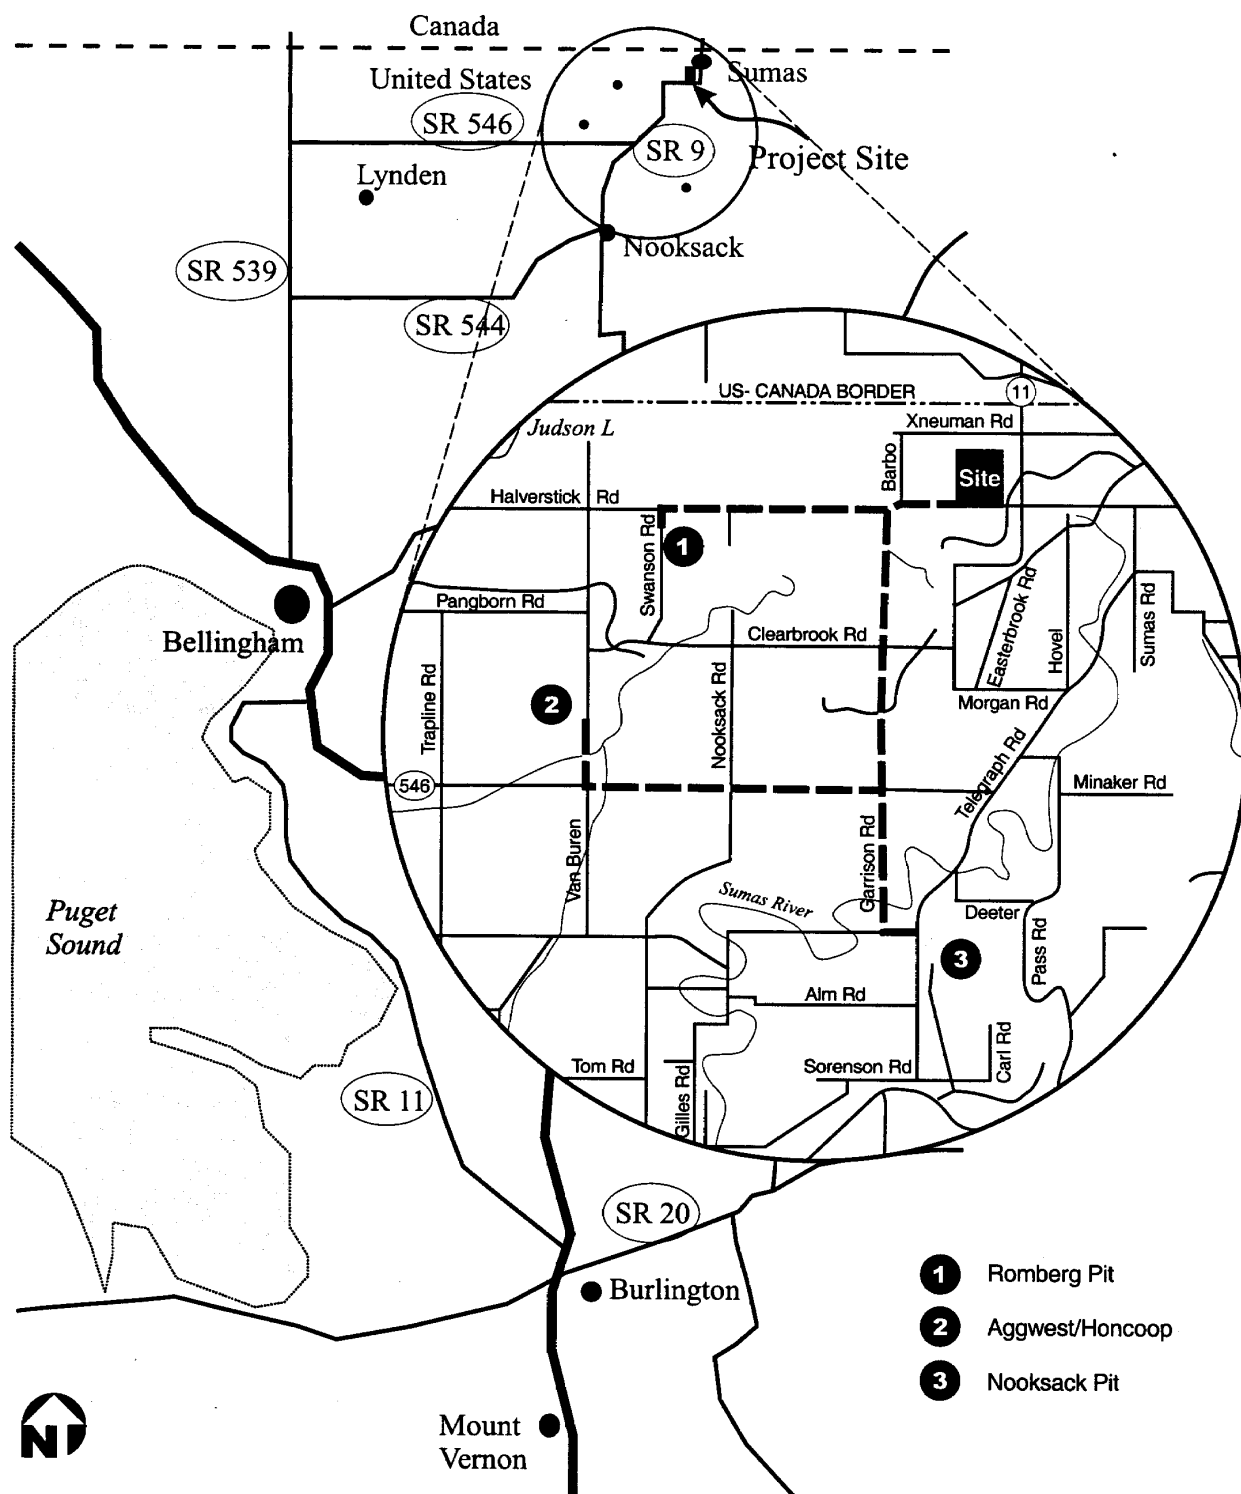 Canada
United States
Sumas
SR 546
SR 9
Project Site
Lynden
Nooksack
SR 539
SR 544
US- CANADA BORDER
11
Xneuman Rd
Judson L
Barbo
Site
Halverstick Rd
Swanson Rd
1
Pangborn Rd
Clearbrook Rd
Easterbrook Rd
Hovel
Sumas Rd
Bellingham
Trapline Rd
2
Nooksack Rd
Morgan Rd
Telegraph Rd
546
Minaker Rd
Van Buren
Garrison Rd
Sumas River
Deeter
Puget
Sound
3
Pass Rd
Alm Rd
Tom Rd
Gilles Rd
Sorenson Rd
Carl Rd
SR 11
SR 20
Burlington
1 Romberg Pit
2 Aggwest/Honcoop
3 Nooksack Pit
N
Mount
Vernon